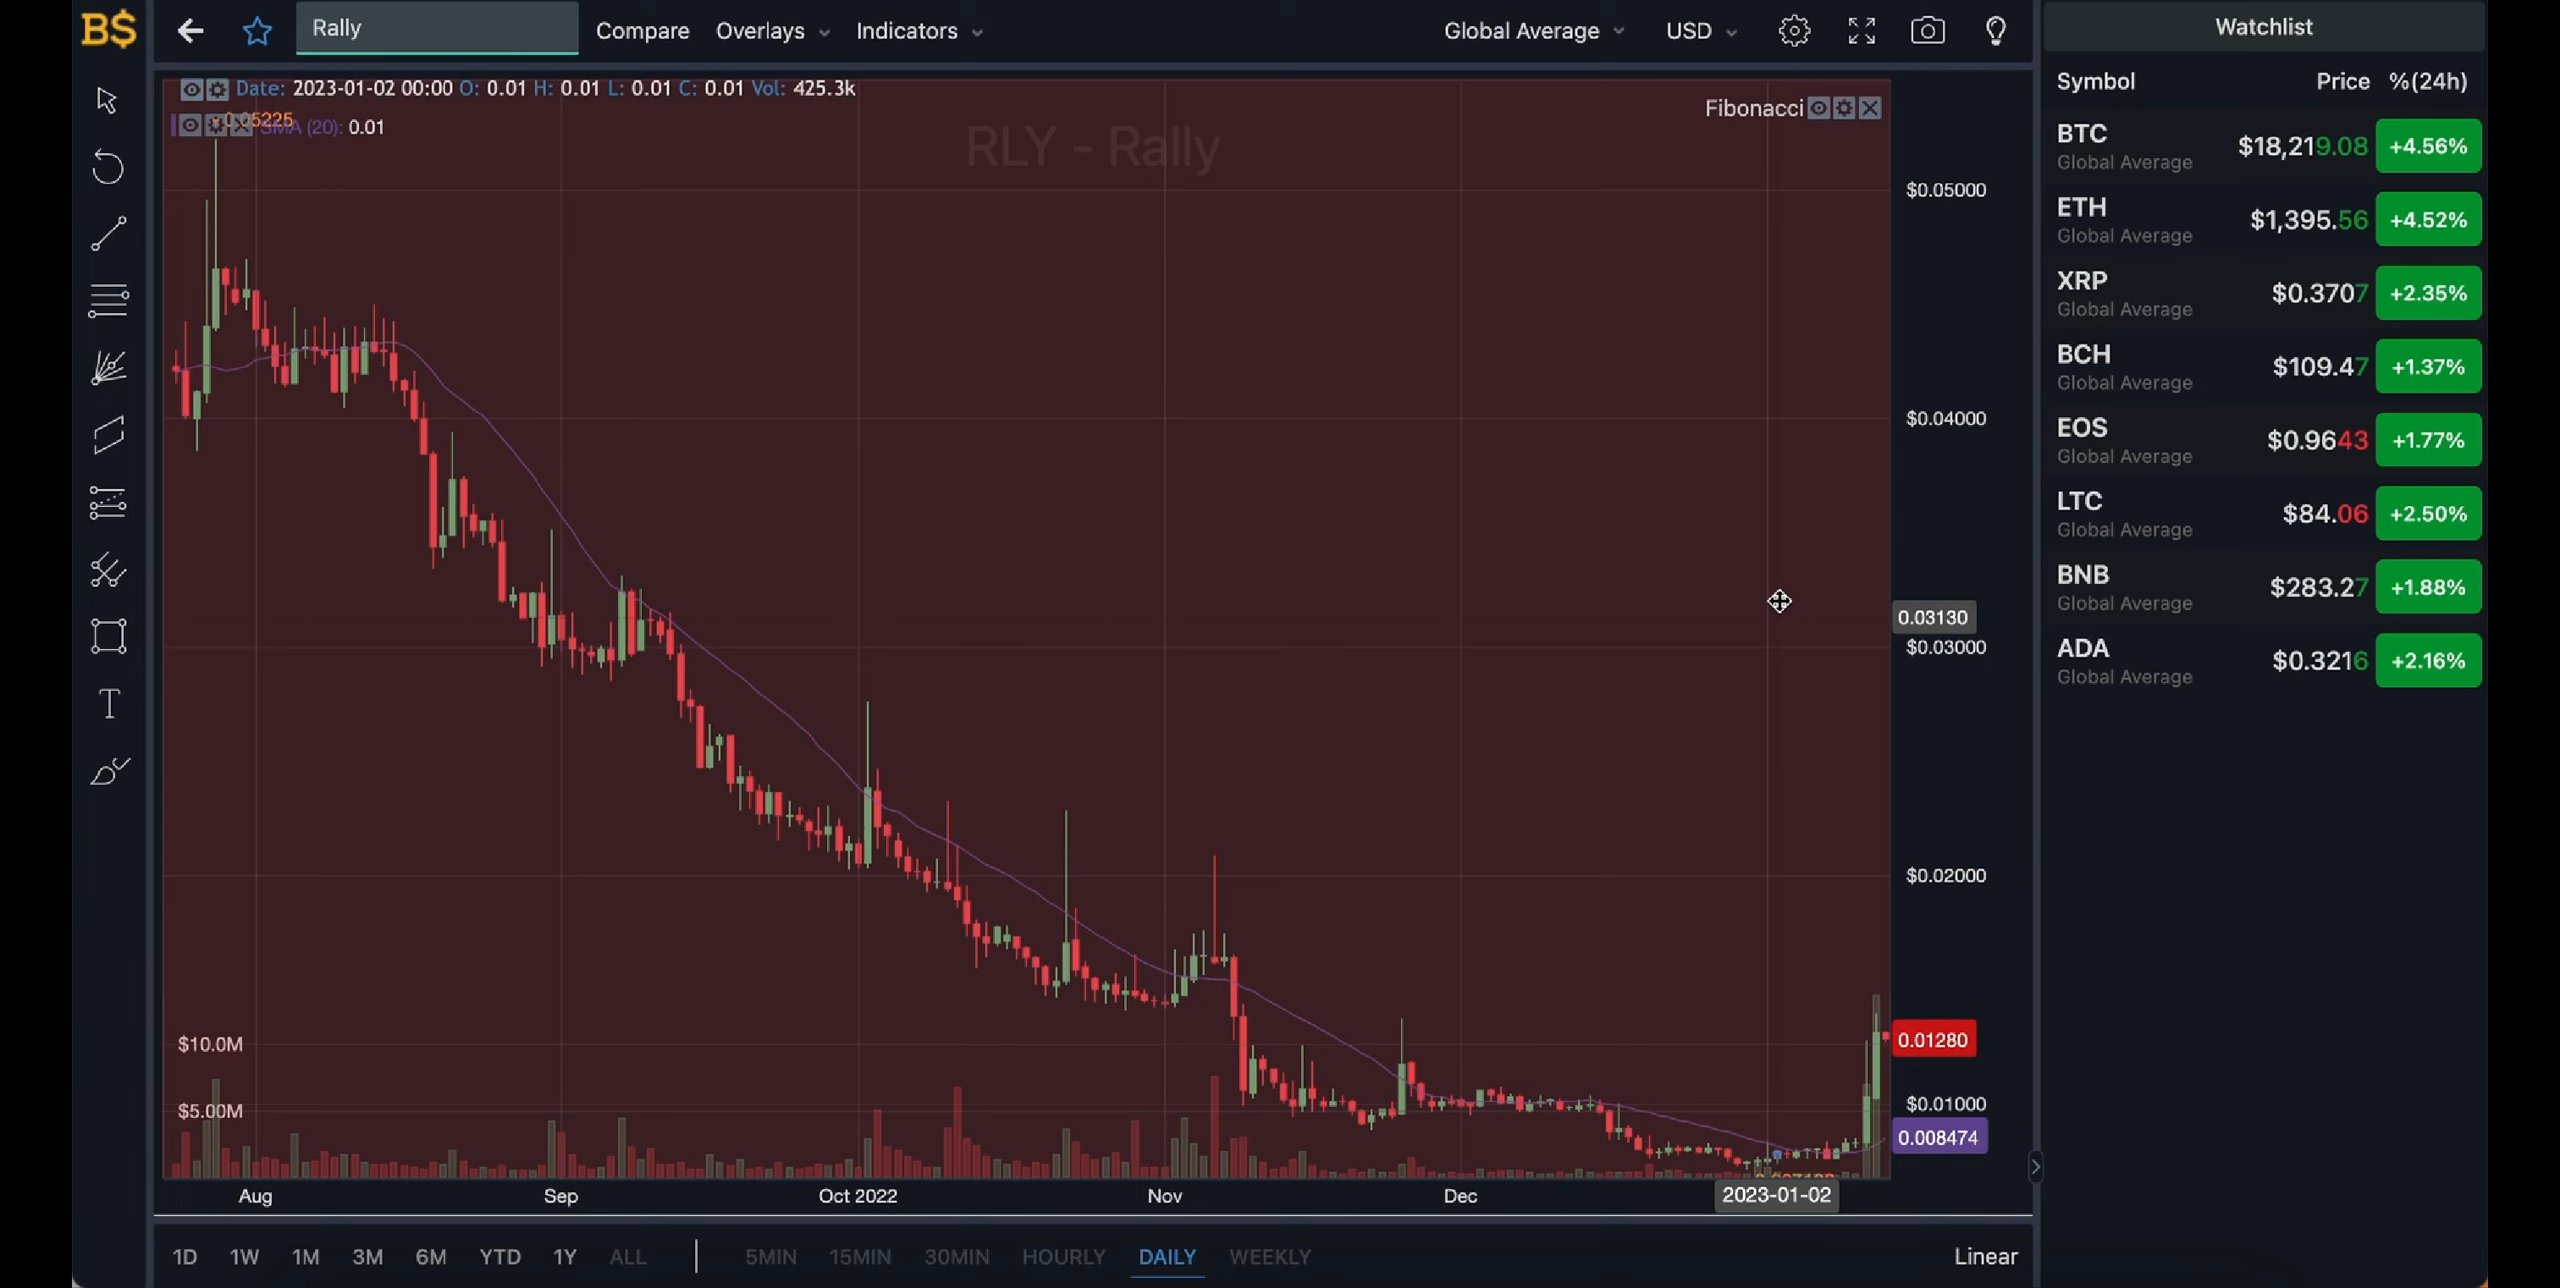 B$
Rally
Compare
Overlays
Indicators
Global Average
USD
Watchlist
Symbol Price %(24h)
Date: 2023-01-02 00:00 O: 0.01 H: 0.01 L: 0.01 C: 0.01 Vol: 425.3k
Fibonacci
0.05225
SMA (20): 0.01
RLY - Rally
$0.05000
$0.04000
0.03130
$0.03000
$0.02000
0.01280
$0.01000
0.008474
$10.0M
$5.00M
Aug Sep Oct 2022 Nov Dec 2023-01-02
1D 1W 1M 3M 6M YTD 1Y ALL 5MIN 15MIN 30MIN HOURLY DAILY WEEKLY Linear
BTC $18,219.08 +4.56%
Global Average
ETH $1,395.56 +4.52%
Global Average
XRP $0.3707 +2.35%
Global Average
BCH $109.47 +1.37%
Global Average
EOS $0.9643 +1.77%
Global Average
LTC $84.06 +2.50%
Global Average
BNB $283.27 +1.88%
Global Average
ADA $0.3216 +2.16%
Global Average